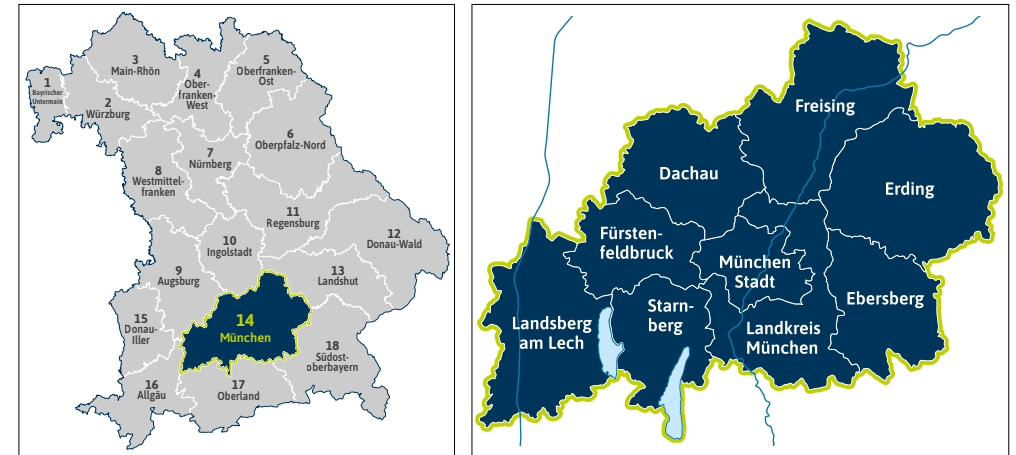 1
Bayrischer
Untermain
2
Würzburg
3
Main-Rhön
4
Ober-
franken-
West
5
Oberfranken-
Ost
6
Oberpfalz-Nord
7
Nürnberg
8
Westmittel-
franken
9
Augsburg
10
Ingolstadt
11
Regensburg
12
Donau-Wald
13
Landshut
14
München
15
Donau-
Iller
16
Allgäu
17
Oberland
18
Südost-
oberbayern
Freising
Dachau
Erding
Fürsten-
feldbruck
München
Stadt
Ebersberg
Landsberg
am Lech
Starn-
berg
Landkreis
München